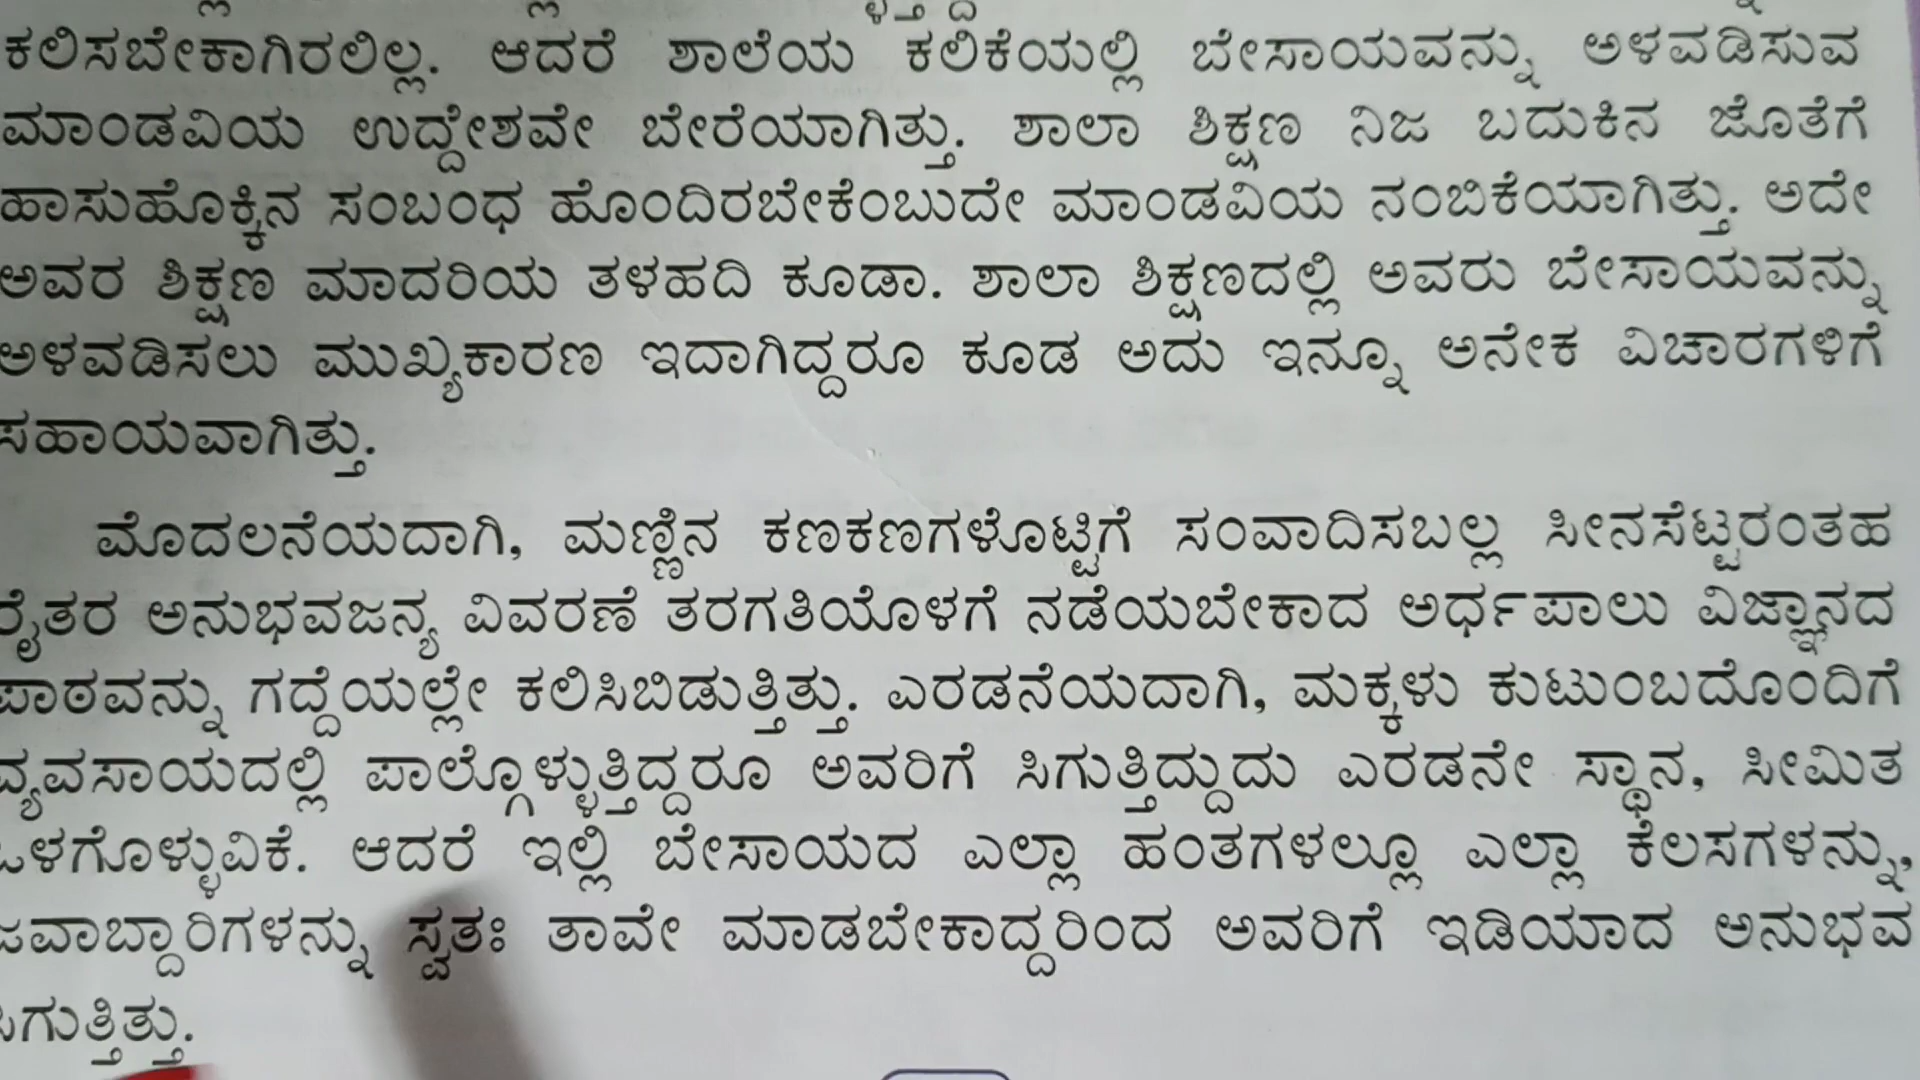 ಕಲಿಸಬೇಕಾಗಿರಲಿಲ್ಲ. ಆದರೆ ಶಾಲೆಯ ಕಲಿಕೆಯಲ್ಲಿ ಬೇಸಾಯವನ್ನು ಅಳವಡಿಸುವ
ಮಾಂಡವಿಯ ಉದ್ದೇಶವೇ ಬೇರೆಯಾಗಿತ್ತು. ಶಾಲಾ ಶಿಕ್ಷಣ ನಿಜ ಬದುಕಿನ ಜೊತೆಗೆ
ಹಾಸುಹೊಕ್ಕಿನ ಸಂಬಂಧ ಹೊಂದಿರಬೇಕೆಂಬುದೇ ಮಾಂಡವಿಯ ನಂಬಿಕೆಯಾಗಿತ್ತು. ಅದೇ
ಅವರ ಶಿಕ್ಷಣ ಮಾದರಿಯ ತಳಹದಿ ಕೂಡಾ. ಶಾಲಾ ಶಿಕ್ಷಣದಲ್ಲಿ ಅವರು ಬೇಸಾಯವನ್ನು
ಅಳವಡಿಸಲು ಮುಖ್ಯಕಾರಣ ಇದಾಗಿದ್ದರೂ ಕೂಡ ಅದು ಇನ್ನೂ ಅನೇಕ ವಿಚಾರಗಳಿಗೆ
ಸಹಾಯವಾಗಿತ್ತು.
ಮೊದಲನೆಯದಾಗಿ, ಮಣ್ಣಿನ ಕಣಕಣಗಳೊಟ್ಟಿಗೆ ಸಂವಾದಿಸಬಲ್ಲ ಸೀನಸೆಟ್ಟರಂತಹ
ರೈತರ ಅನುಭವಜನ್ಯ ವಿವರಣೆ ತರಗತಿಯೊಳಗೆ ನಡೆಯಬೇಕಾದ ಅರ್ಧಪಾಲು ವಿಜ್ಞಾನದ
ಪಾಠವನ್ನು ಗದ್ದೆಯಲ್ಲೇ ಕಲಿಸಿಬಿಡುತ್ತಿತ್ತು. ಎರಡನೆಯದಾಗಿ, ಮಕ್ಕಳು ಕುಟುಂಬದೊಂದಿಗೆ
ವ್ಯವಸಾಯದಲ್ಲಿ ಪಾಲ್ಗೊಳ್ಳುತ್ತಿದ್ದರೂ ಅವರಿಗೆ ಸಿಗುತ್ತಿದ್ದುದು ಎರಡನೇ ಸ್ಥಾನ, ಸೀಮಿತ
ಒಳಗೊಳ್ಳುವಿಕೆ. ಆದರೆ ಇಲ್ಲಿ ಬೇಸಾಯದ ಎಲ್ಲಾ ಹಂತಗಳಲ್ಲೂ ಎಲ್ಲಾ ಕೆಲಸಗಳನ್ನು,
ಜವಾಬ್ದಾರಿಗಳನ್ನು ಸ್ವತಃ ತಾವೇ ಮಾಡಬೇಕಾದ್ದರಿಂದ ಅವರಿಗೆ ಇಡಿಯಾದ ಅನುಭವ
ಸಿಗುತ್ತಿತ್ತು.